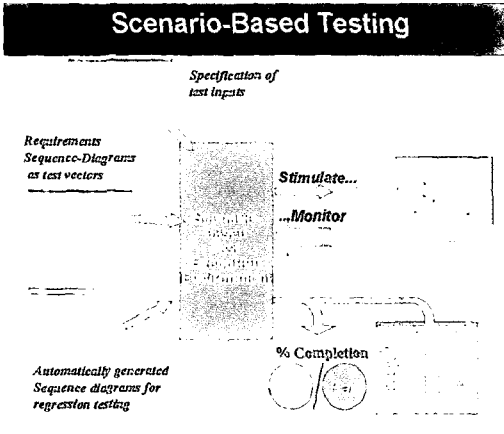 Scenario-Based Testing
Specification of
test inputs
Requirements
Sequence-Diagrams
as test vectors
Stimulate...
...Monitor
% Completion
Automatically generated
Sequence diagrams for
regression testing